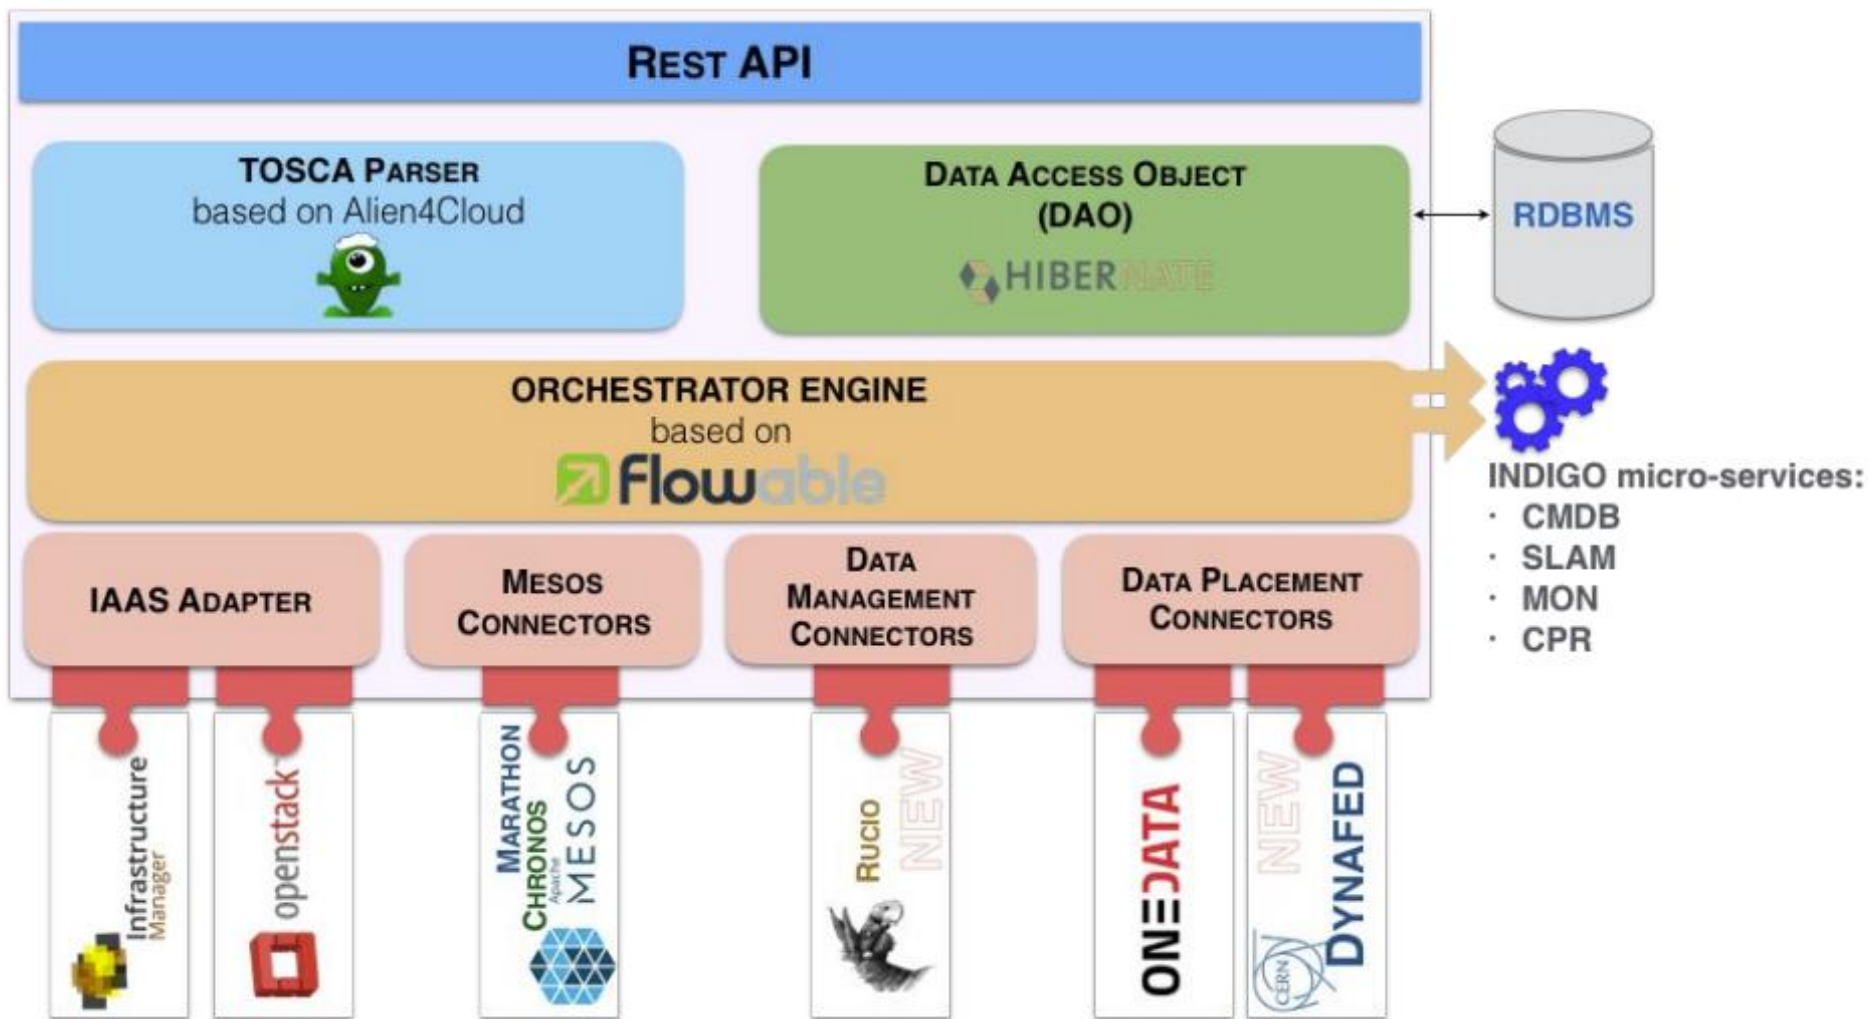 REST API
TOSCA PARSER
based on Alien4Cloud
DATA ACCESS OBJECT
(DAO)
HIBERNATE
RDBMS
ORCHESTRATOR ENGINE
based on
flowable
INDIGO micro-services:
· CMDB
· SLAM
· MON
· CPR
IAAS ADAPTER
MESOS
CONNECTORS
DATA
MANAGEMENT
CONNECTORS
DATA PLACEMENT
CONNECTORS
Infrastructure
Manager
openstack
MARATHON
CHRONOS
Apache
MESOS
RUCIO
NEW
ONEDATA
NEW
CERN
DYNAFED